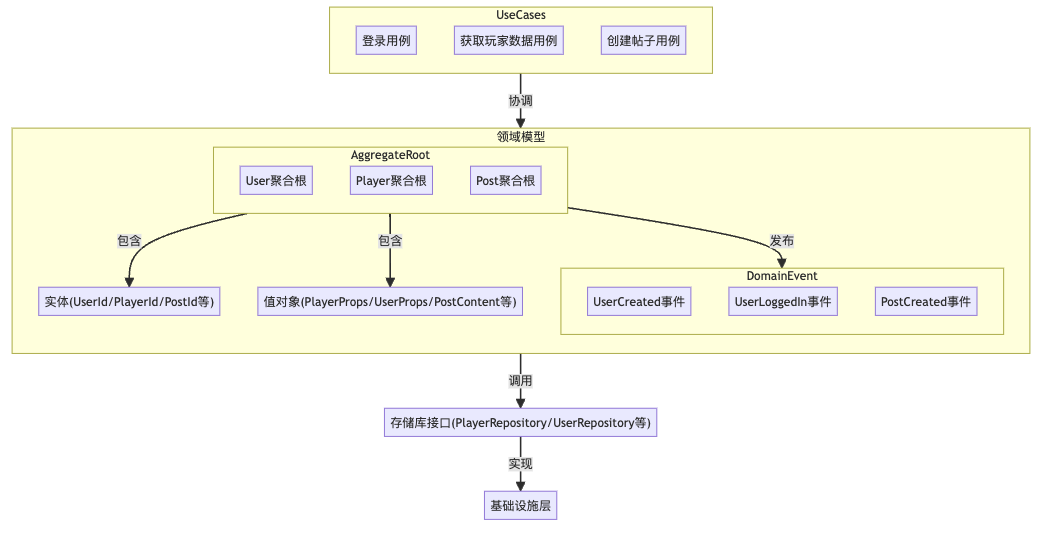 UseCases
登录用例
获取玩家数据用例
创建帖子用例
协调
领域模型
AggregateRoot
User聚合根
Player聚合根
Post聚合根
包含
包含
发布
实体(UserId/PlayerId/PostId等)
值对象(PlayerProps/UserProps/PostContent等)
DomainEvent
UserCreated事件
UserLoggedIn事件
PostCreated事件
调用
存储库接口(PlayerRepository/UserRepository等)
实现
基础设施层